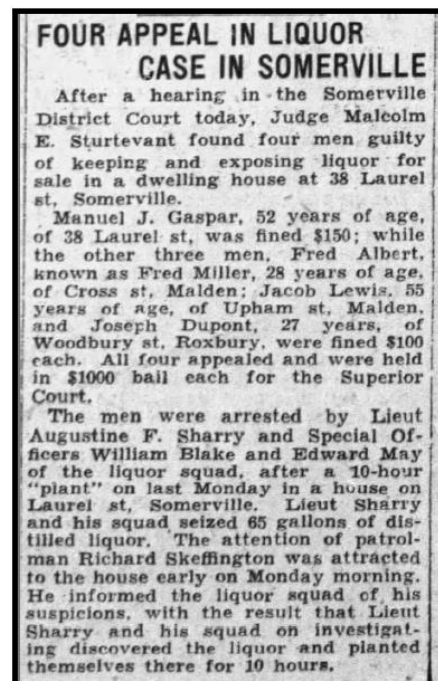 FOUR APPEAL IN LIQUOR
CASE IN SOMERVILLE
After a hearing in the Somerville
District Court today, Judge Malcolm
E. Sturtevant found four men guilty
of keeping and exposing liquor for
sale in a dwelling house at 38 Laurel
st, Somerville.
Manuel J. Gaspar, 52 years of age,
of 38 Laurel st, was fined $150; while
the other three men, Fred Albert,
known as Fred Miller, 28 years of age,
of Cross st, Malden; Jacob Lewis, 55
years of age, of Upham st, Malden,
and Joseph Dupont, 27 years, of
Woodbury st, Roxbury, were fined $100
each. All four appealed and were held
in $1000 bail each for the Superior
Court.
The men were arrested by Lieut
Augustine F. Sharry and Special Of-
ficers William Blake and Edward May
of the liquor squad, after a 10-hour
"plant" on last Monday in a house on
Laurel st, Somerville. Lieut Sharry
and his squad seized 65 gallons of dis-
tilled liquor. The attention of patrol-
man Richard Skeffington was attracted
to the house early on Monday morning.
He informed the liquor squad of his
suspicions, with the result that Lieut
Sharry and his squad on investigat-
ing discovered the liquor and planted
themselves there for 10 hours.